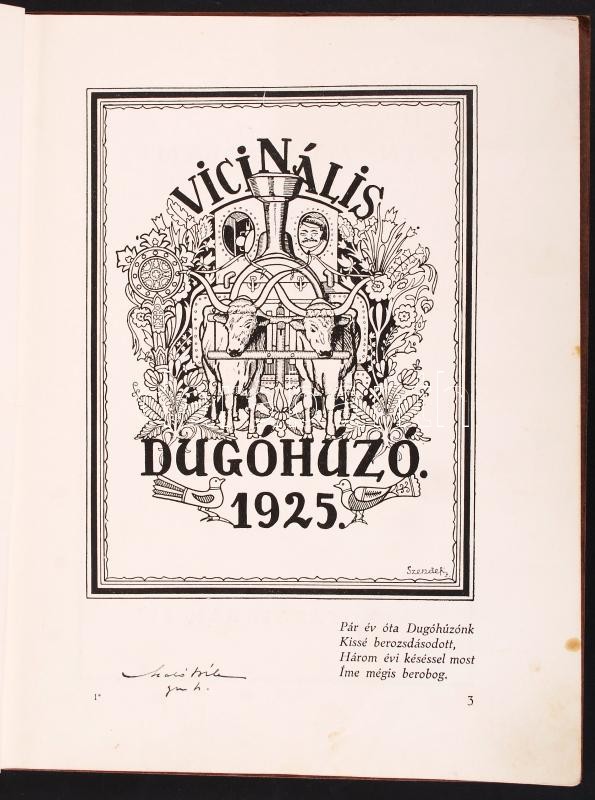 VICINÁLIS
DUGÓHÚZÓ.
1925.
Szendek,
Pár év óta Dugóhúzónk
Kissé berozsdásodott,
Három évi késéssel most
Íme mégis berobog.
1*
3